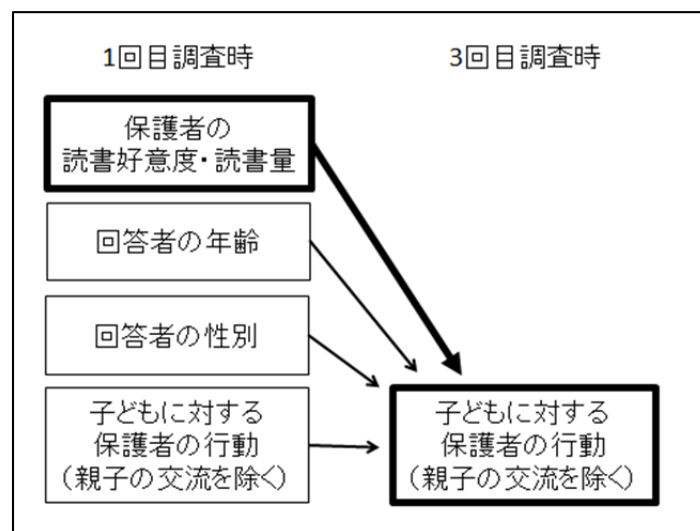 1回目調査時
3回目調査時
保護者の
読書好意度・読書量
回答者の年齢
回答者の性別
子どもに対する
保護者の行動
(親子の交流を除く)
子どもに対する
保護者の行動
(親子の交流を除く)